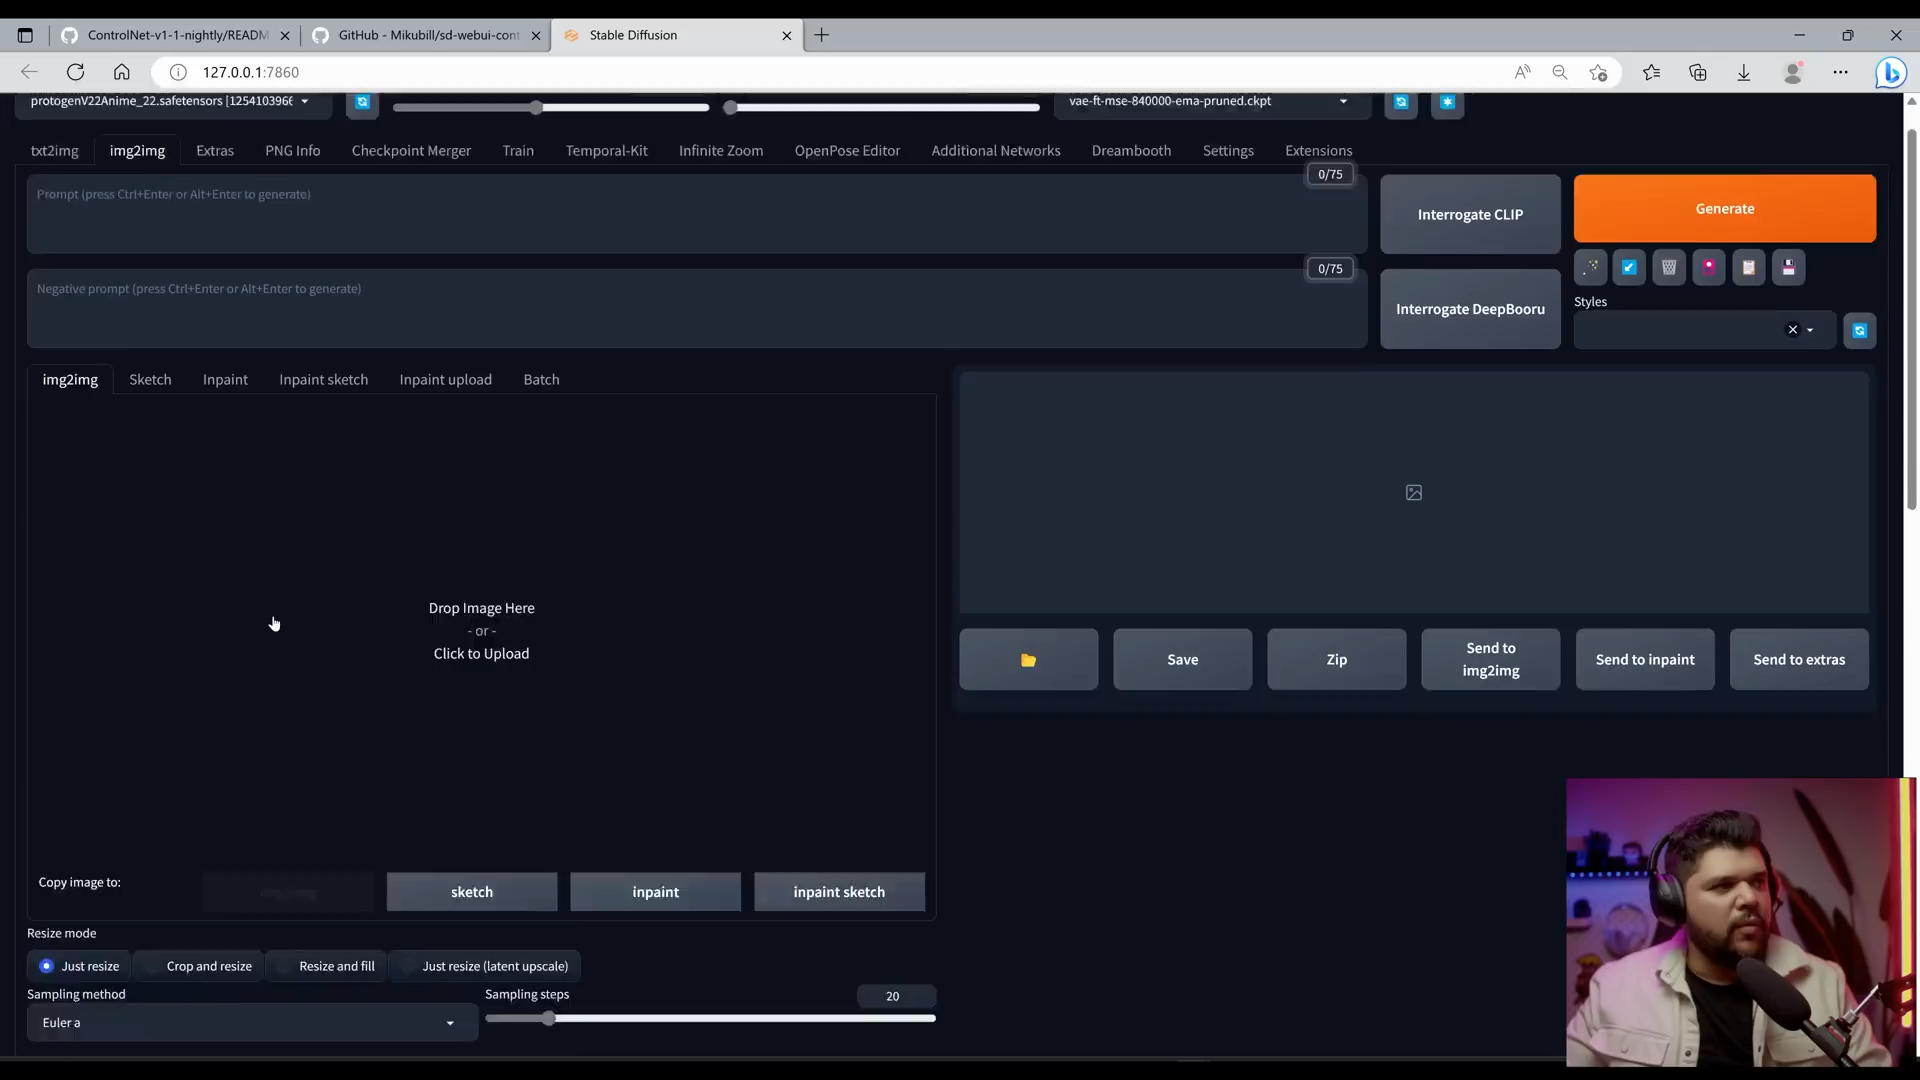 ControlNet-v1-1-nightly/READM
GitHub - Mikubill/sd-webui-cont
Stable Diffusion
127.0.0.1:7860
protogenV22Anime_22.safetensors [1254103966
vae-ft-mse-840000-ema-pruned.ckpt
txt2img
img2img
Extras
PNG Info
Checkpoint Merger
Train
Temporal-Kit
Infinite Zoom
OpenPose Editor
Additional Networks
Dreambooth
Settings
Extensions
Prompt (press Ctrl+Enter or Alt+Enter to generate)
0/75
Interrogate CLIP
Generate
Negative prompt (press Ctrl+Enter or Alt+Enter to generate)
0/75
Interrogate DeepBooru
Styles
img2img
Sketch
Inpaint
Inpaint sketch
Inpaint upload
Batch
Drop Image Here
- or -
Click to Upload
Save
Zip
Send to
img2img
Send to inpaint
Send to extras
Copy image to:
sketch
inpaint
inpaint sketch
Resize mode
Just resize
Crop and resize
Resize and fill
Just resize (latent upscale)
Sampling method
Euler a
Sampling steps
20